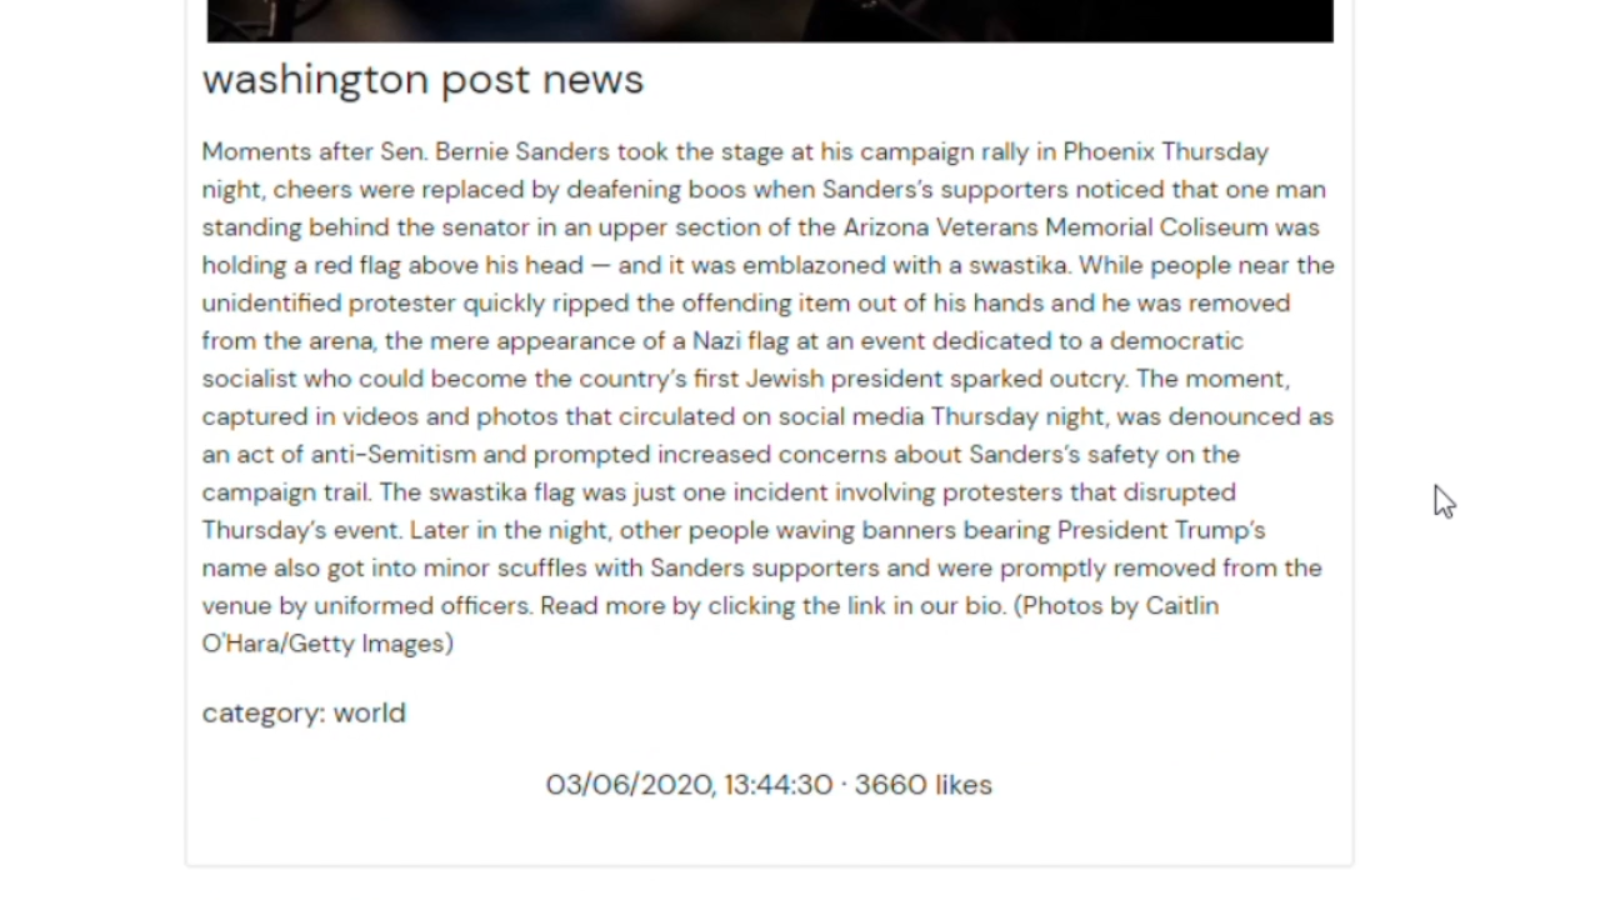 washington post news
Moments after Sen. Bernie Sanders took the stage at his campaign rally in Phoenix Thursday
night, cheers were replaced by deafening boos when Sanders’s supporters noticed that one man
standing behind the senator in an upper section of the Arizona Veterans Memorial Coliseum was
holding a red flag above his head — and it was emblazoned with a swastika. While people near the
unidentified protester quickly ripped the offending item out of his hands and he was removed
from the arena, the mere appearance of a Nazi flag at an event dedicated to a democratic
socialist who could become the country’s first Jewish president sparked outcry. The moment,
captured in videos and photos that circulated on social media Thursday night, was denounced as
an act of anti-Semitism and prompted increased concerns about Sanders’s safety on the
campaign trail. The swastika flag was just one incident involving protesters that disrupted
Thursday’s event. Later in the night, other people waving banners bearing President Trump’s
name also got into minor scuffles with Sanders supporters and were promptly removed from the
venue by uniformed officers. Read more by clicking the link in our bio. (Photos by Caitlin
O'Hara/Getty Images)
category: world
03/06/2020, 13:44:30 · 3660 likes